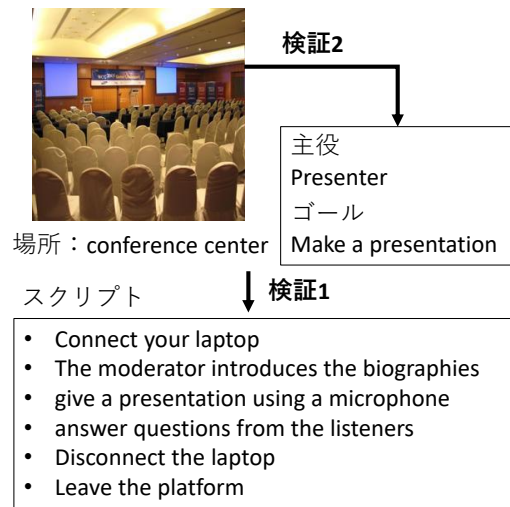 検証2
主役
Presenter
ゴール
Make a presentation
場所：conference center
検証1
スクリプト
• Connect your laptop
• The moderator introduces the biographies
• give a presentation using a microphone
• answer questions from the listeners
• Disconnect the laptop
• Leave the platform